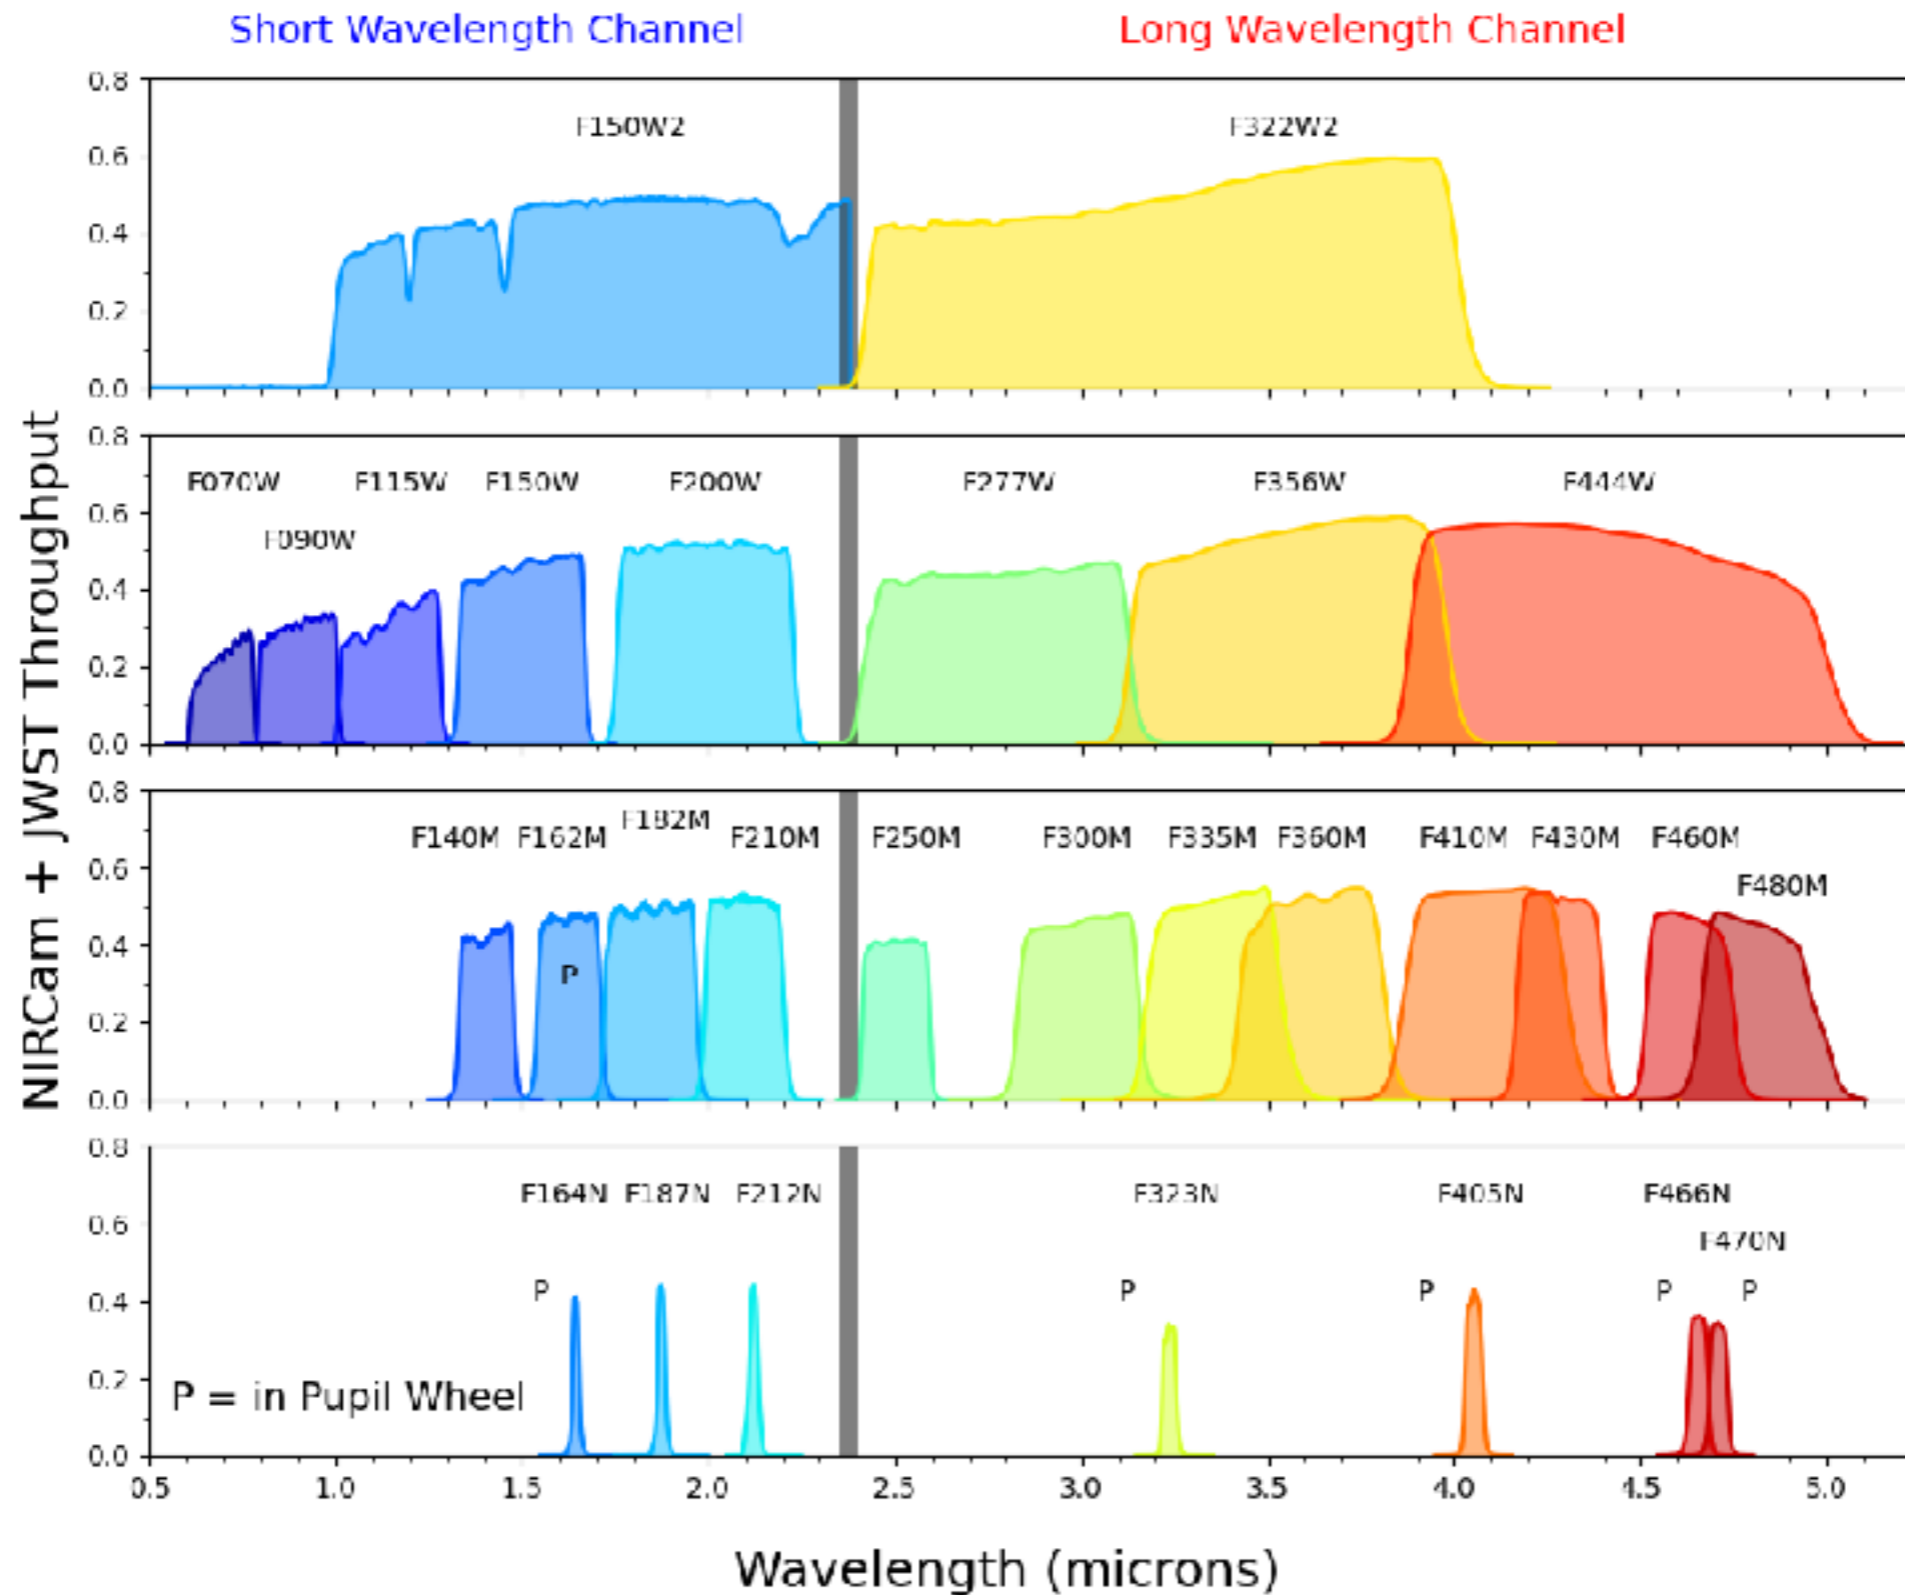 Short Wavelength Channel Long Wavelength Channel
NIRCam + JWST Throughput
0.8
F150W2 F322W2
0.6
0.4
0.2
0.0
0.8
F070W F115W F150W F200W F277W F356W F444W
F090W
0.6
0.4
0.2
0.0
0.8
F182M
F140M F162M F210M F250M F300M F335M F360M F410M F430M F460M
F480M
0.6
0.4
P
0.2
0.0
0.8
F164N F187N F212N F323N F405N F466N
0.6
F470N
P P P P P
0.4
0.2
P = in Pupil Wheel
0.0
0.5 1.0 1.5 2.0 2.5 3.0 3.5 4.0 4.5 5.0
Wavelength (microns)